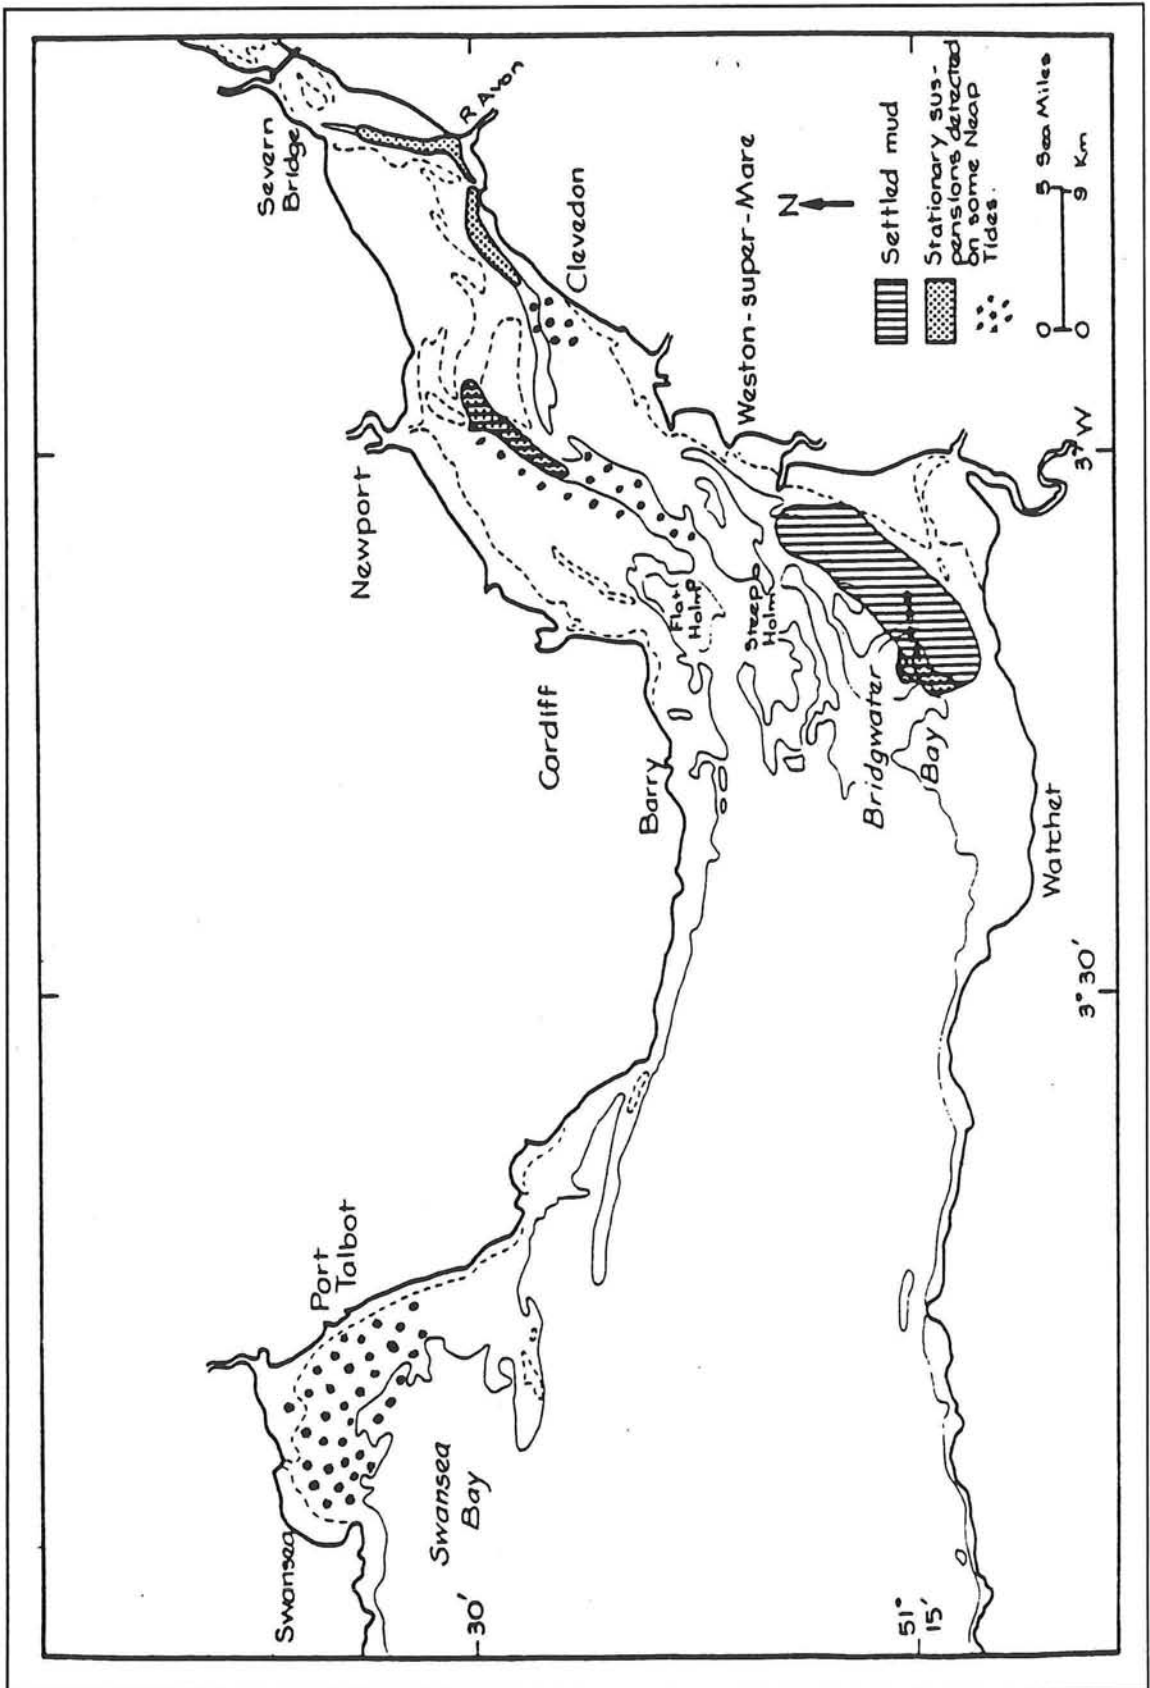 Severn
Bridge
R Avon
Newport
Clevedon
Cardiff
Flat
Holm
Weston-super-Mare
Barry
Steep
Holm
Port
Talbot
Swansea
Swansea
Bay
Bridgwater
Bay
Watchet
N
Settled mud
Stationary sus-
pensions detected
on some Neap
Tides.
0 5 Sea Miles
0 9 Km
30'
51°
15'
3° 30'
3° W